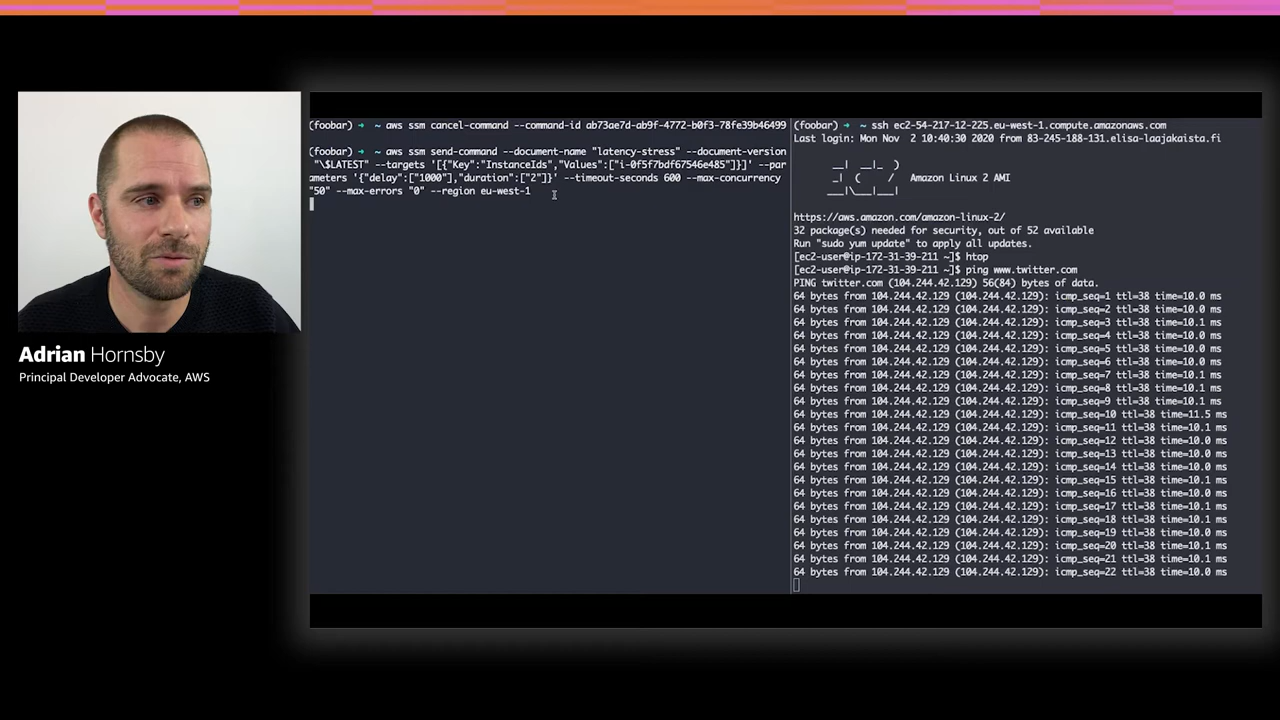 Adrian Hornsby
Principal Developer Advocate, AWS
(foobar) ➜  ~ aws ssm cancel-command --command-id ab73ae7d-ab9f-4772-b0f3-78fe39b46499
(foobar) ➜  ~ aws ssm send-command --document-name "latency-stress" --document-version
"\$LATEST" --targets '[{"Key":"InstanceIds","Values":["i-0f5f7bdf67546e485"]}]' --par
ameters '{"delay":["1000"],"duration":["2"]}' --timeout-seconds 600 --max-concurrency
"50" --max-errors "0" --region eu-west-1
(foobar) ➜  ~ ssh ec2-54-217-12-225.eu-west-1.compute.amazonaws.com
Last login: Mon Nov  2 10:40:30 2020 from 83-245-188-131.elisa-laajakaista.fi
__|  __|_  )
_|  (     /   Amazon Linux 2 AMI
___|\___|___|
https://aws.amazon.com/amazon-linux-2/
32 package(s) needed for security, out of 52 available
Run "sudo yum update" to apply all updates.
[ec2-user@ip-172-31-39-211 ~]$ htop
[ec2-user@ip-172-31-39-211 ~]$ ping www.twitter.com
PING twitter.com (104.244.42.129) 56(84) bytes of data.
64 bytes from 104.244.42.129 (104.244.42.129): icmp_seq=1 ttl=38 time=10.0 ms
64 bytes from 104.244.42.129 (104.244.42.129): icmp_seq=2 ttl=38 time=10.0 ms
64 bytes from 104.244.42.129 (104.244.42.129): icmp_seq=3 ttl=38 time=10.1 ms
64 bytes from 104.244.42.129 (104.244.42.129): icmp_seq=4 ttl=38 time=10.0 ms
64 bytes from 104.244.42.129 (104.244.42.129): icmp_seq=5 ttl=38 time=10.0 ms
64 bytes from 104.244.42.129 (104.244.42.129): icmp_seq=6 ttl=38 time=10.0 ms
64 bytes from 104.244.42.129 (104.244.42.129): icmp_seq=7 ttl=38 time=10.1 ms
64 bytes from 104.244.42.129 (104.244.42.129): icmp_seq=8 ttl=38 time=10.1 ms
64 bytes from 104.244.42.129 (104.244.42.129): icmp_seq=9 ttl=38 time=10.1 ms
64 bytes from 104.244.42.129 (104.244.42.129): icmp_seq=10 ttl=38 time=11.5 ms
64 bytes from 104.244.42.129 (104.244.42.129): icmp_seq=11 ttl=38 time=10.1 ms
64 bytes from 104.244.42.129 (104.244.42.129): icmp_seq=12 ttl=38 time=10.0 ms
64 bytes from 104.244.42.129 (104.244.42.129): icmp_seq=13 ttl=38 time=10.0 ms
64 bytes from 104.244.42.129 (104.244.42.129): icmp_seq=14 ttl=38 time=10.0 ms
64 bytes from 104.244.42.129 (104.244.42.129): icmp_seq=15 ttl=38 time=10.1 ms
64 bytes from 104.244.42.129 (104.244.42.129): icmp_seq=16 ttl=38 time=10.0 ms
64 bytes from 104.244.42.129 (104.244.42.129): icmp_seq=17 ttl=38 time=10.1 ms
64 bytes from 104.244.42.129 (104.244.42.129): icmp_seq=18 ttl=38 time=10.1 ms
64 bytes from 104.244.42.129 (104.244.42.129): icmp_seq=19 ttl=38 time=10.0 ms
64 bytes from 104.244.42.129 (104.244.42.129): icmp_seq=20 ttl=38 time=10.1 ms
64 bytes from 104.244.42.129 (104.244.42.129): icmp_seq=21 ttl=38 time=10.1 ms
64 bytes from 104.244.42.129 (104.244.42.129): icmp_seq=22 ttl=38 time=10.0 ms